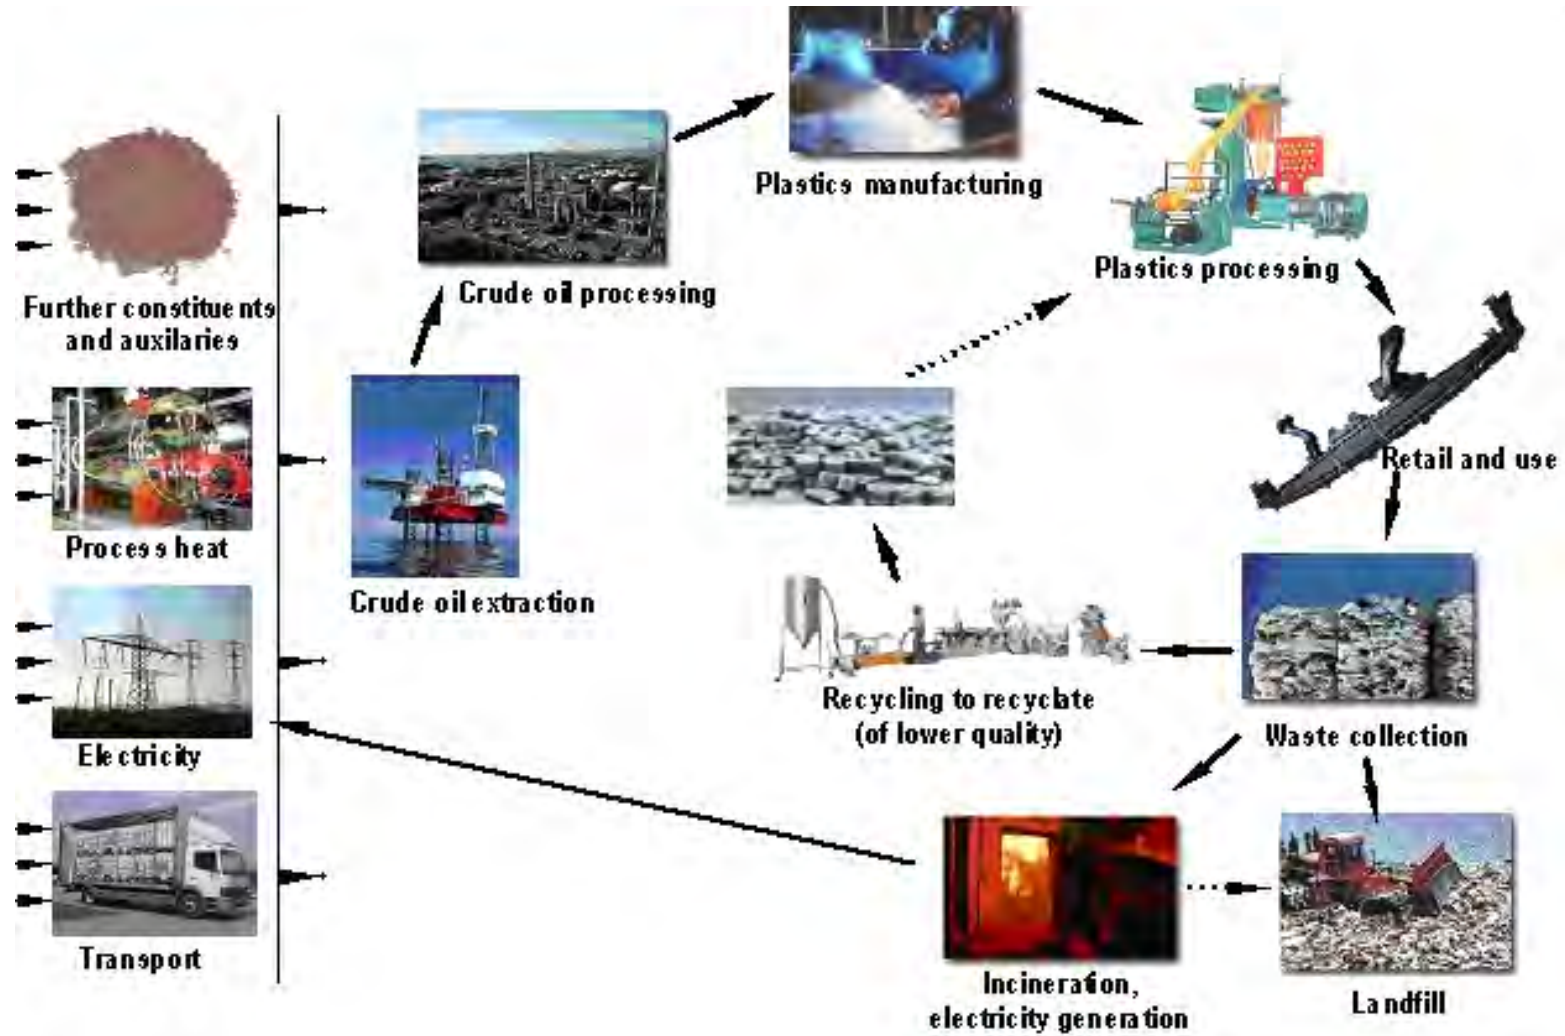 Plastics manufacturing
Plastics processing
Crude oil processing
Further constituents
and auxilaries
Retail and use
Process heat
Crude oil extraction
Recycling to recyclate
(of lower quality)
Waste collection
Electricity
Transport
Incineration,
electricity generation
Landfill